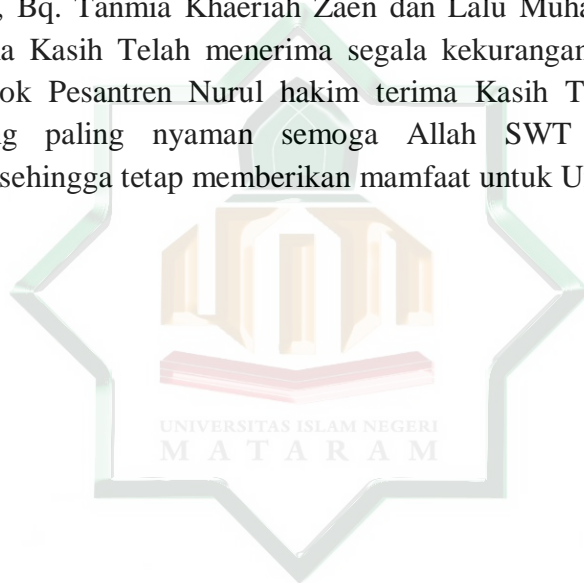 , Bq. Tanmia Khaeriah Zaen dan Lalu Muha
a Kasih Telah menerima segala kekurangan
ok Pesantren Nurul hakim terima Kasih T
g paling nyaman semoga Allah SWT
sehingga tetap memberikan mamfaat untuk U
UNIVERSITAS ISLAM NEGERI
MATARAM